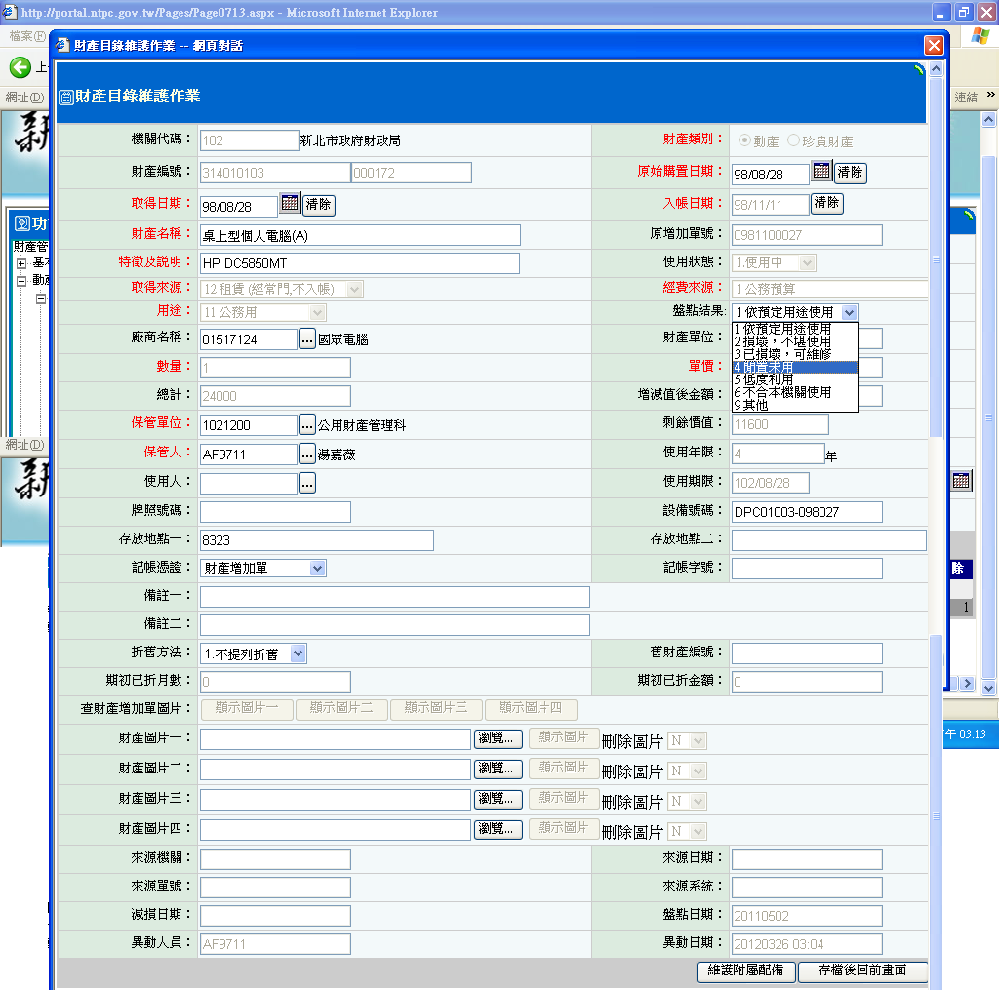 http://portal.ntpc.gov.tw/Pages/Page0713.aspx - Microsoft Internet Explorer
檔案(F)
財產目錄維護作業 -- 網頁對話
上
網址(D)
連結 »
財產目錄維護作業
新
機關代碼： 102 新北市政府財政局 財產類別： 動產 珍貴財產
財產編號： 314010103 000172 原始購置日期： 98/08/28 清除
取得日期： 98/08/28 清除 入帳日期： 98/11/11 清除
功
財產名稱： 桌上型個人電腦(A) 原增加單號： 0981100027
財產管
特徵及說明： HP DC5850MT 使用狀態： 1.使用中
基本
取得來源： 12 租賃 (經常門,不入帳) 經費來源： 1 公務預算
動產
用途： 11 公務用 盤點結果: 1 依預定用途使用
1 依預定用途使用
2 損壞，不堪使用
3 已損壞，可維修
4 閒置未用
5 低度利用
6 不合本機關使用
9 其他
廠商名稱： 01517124 ... 國眾電腦 財產單位：
數量： 1 單價：
總計： 24000 增減值後金額：
保管單位： 1021200 ... 公用財產管理科 剩餘價值： 11600
網址(D)
保管人： AF9711 ... 楊嘉薇 使用年限： 4 年
新
使用人： ... 使用期限： 102/08/28
牌照號碼： 設備號碼： DPC01003-098027
存放地點一： 8323 存放地點二：
記帳憑證： 財產增加單 記帳字號：
除
備註一：
1
備註二：
折舊方法： 1.不提列折舊 舊財產編號：
期初已折月數： 0 期初已折金額： 0
查財產增加單圖片： 顯示圖片一 顯示圖片二 顯示圖片三 顯示圖片四
午 03:13
財產圖片一： 瀏覽... 顯示圖片 刪除圖片 N
財產圖片二： 瀏覽... 顯示圖片 刪除圖片 N
財產圖片三： 瀏覽... 顯示圖片 刪除圖片 N
財產圖片四： 瀏覽... 顯示圖片 刪除圖片 N
來源機關： 來源日期：
來源單號： 來源系統：
減損日期： 盤點日期： 20110502
異動人員： AF9711 異動日期： 20120326 03:04
維護附屬配備 存檔後回前畫面